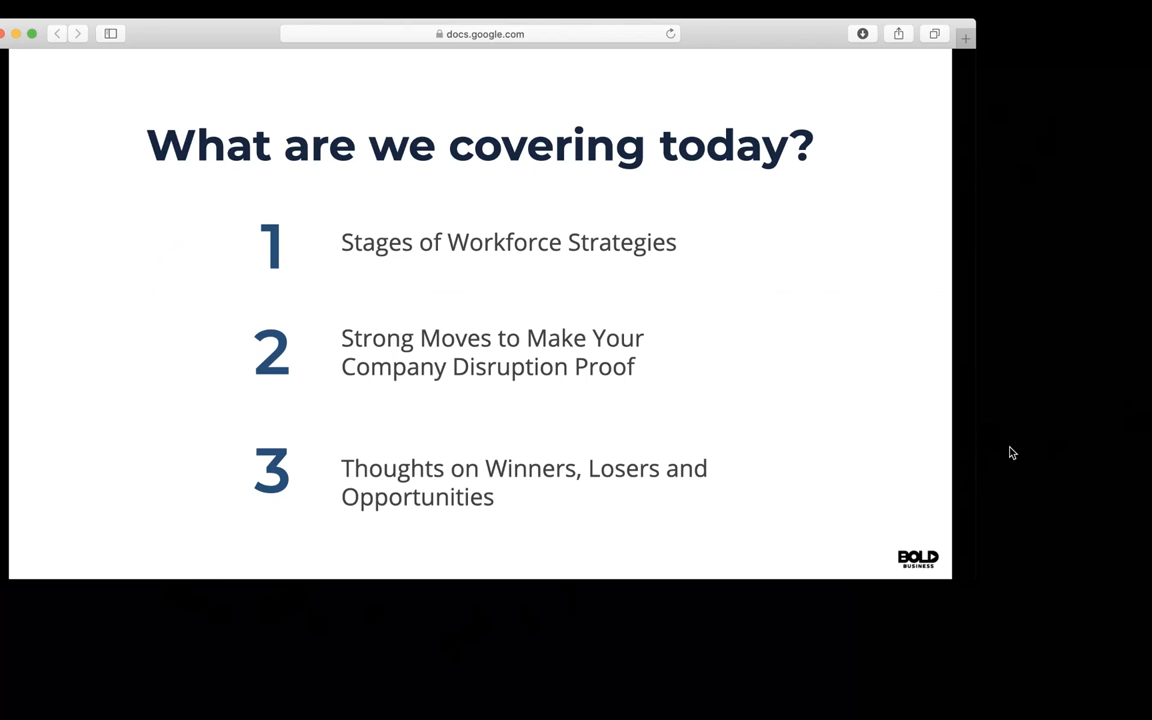 docs.google.com
What are we covering today?
1
Stages of Workforce Strategies
2
Strong Moves to Make Your
Company Disruption Proof
3
Thoughts on Winners, Losers and
Opportunities
BOLD
BUSINESS